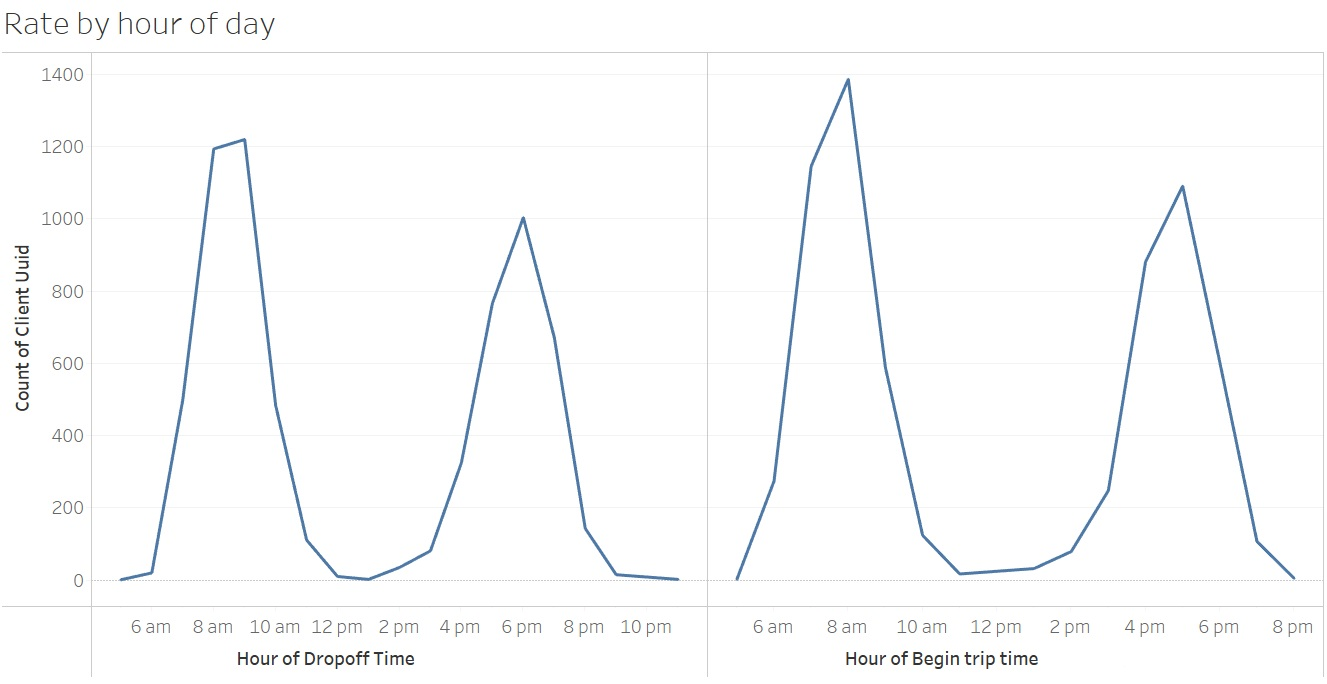 Rate by hour of day
Count of Client Uuid
1400
1200
1000
800
600
400
200
0
6 am 8 am 10 am 12 pm 2 pm 4 pm 6 pm 8 pm 10 pm
Hour of Dropoff Time
6 am 8 am 10 am 12 pm 2 pm 4 pm 6 pm 8 pm
Hour of Begin trip time